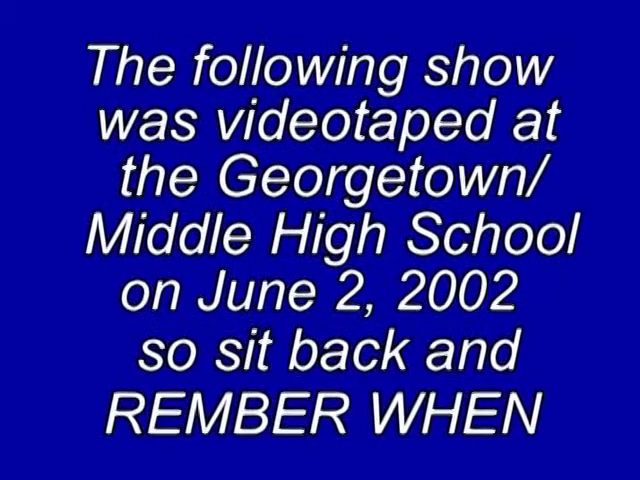 The following show
was videotaped at
the Georgetown/
Middle High School
on June 2, 2002
so sit back and
REMBER WHEN